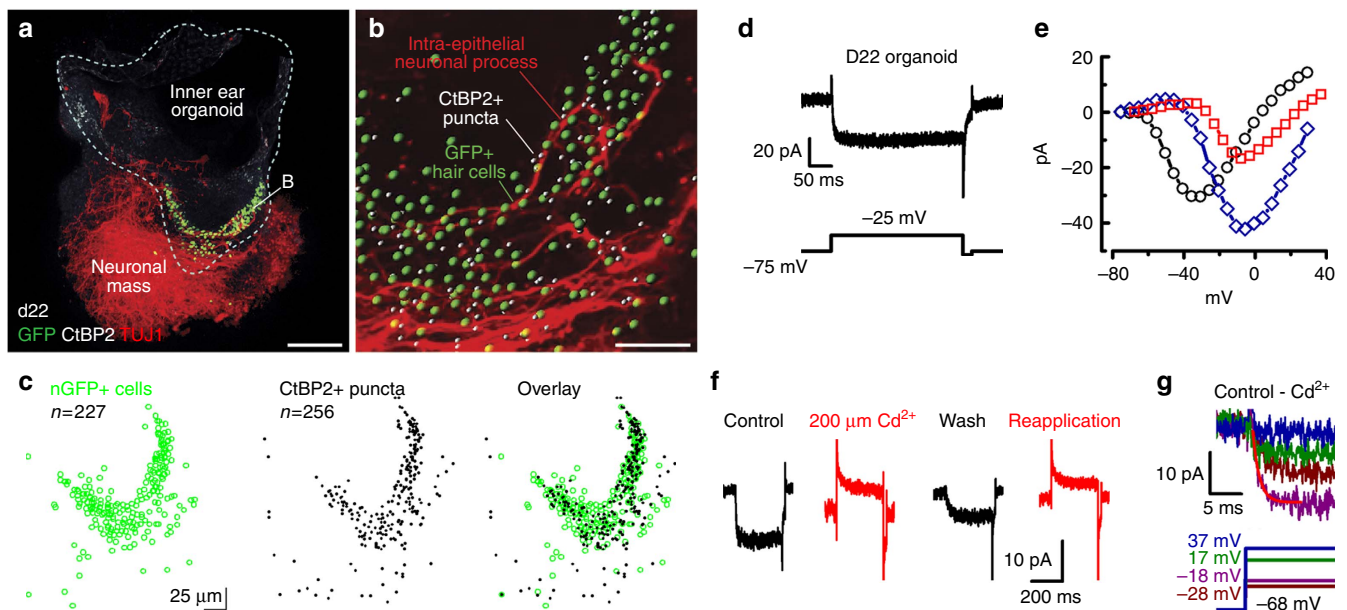 a
Inner ear
organoid
B
Neuronal
mass
d22
GFP CtBP2 TUJ1
b
Intra-epithelial
neuronal process
CtBP2+
puncta
GFP+
hair cells
c
nGFP+ cells
n=227
CtBP2+ puncta
n=256
Overlay
25 μm
d
D22 organoid
20 pA
50 ms
−25 mV
−75 mV
e
20
0
−20
−40
pA
−80
−40
0
40
mV
f
Control
200 μm Cd²⁺
Wash
Reapplication
10 pA
200 ms
g
Control - Cd²⁺
10 pA
5 ms
37 mV
17 mV
−18 mV
−28 mV
−68 mV